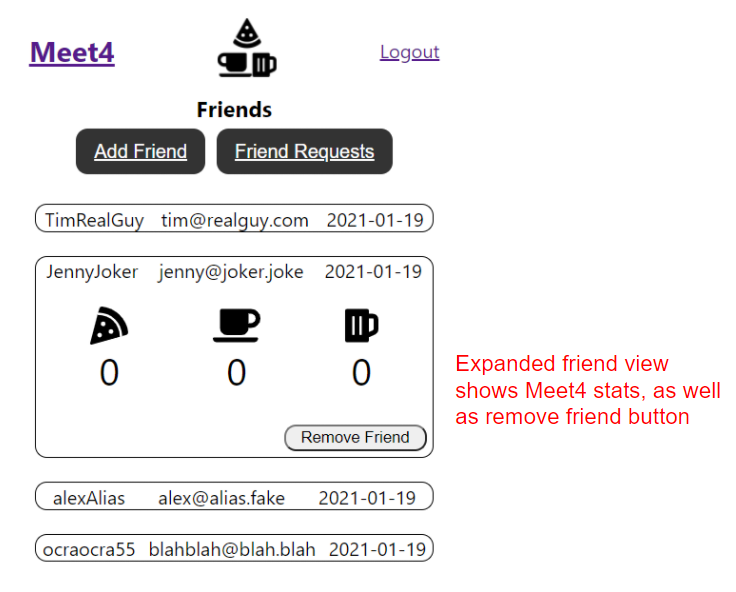 Meet4
Logout
Friends
Add Friend
Friend Requests
TimRealGuy tim@realguy.com 2021-01-19
JennyJoker jenny@joker.joke 2021-01-19
0 0 0
Remove Friend
Expanded friend view
shows Meet4 stats, as well
as remove friend button
alexAlias alex@alias.fake 2021-01-19
ocraocra55 blahblah@blah.blah 2021-01-19